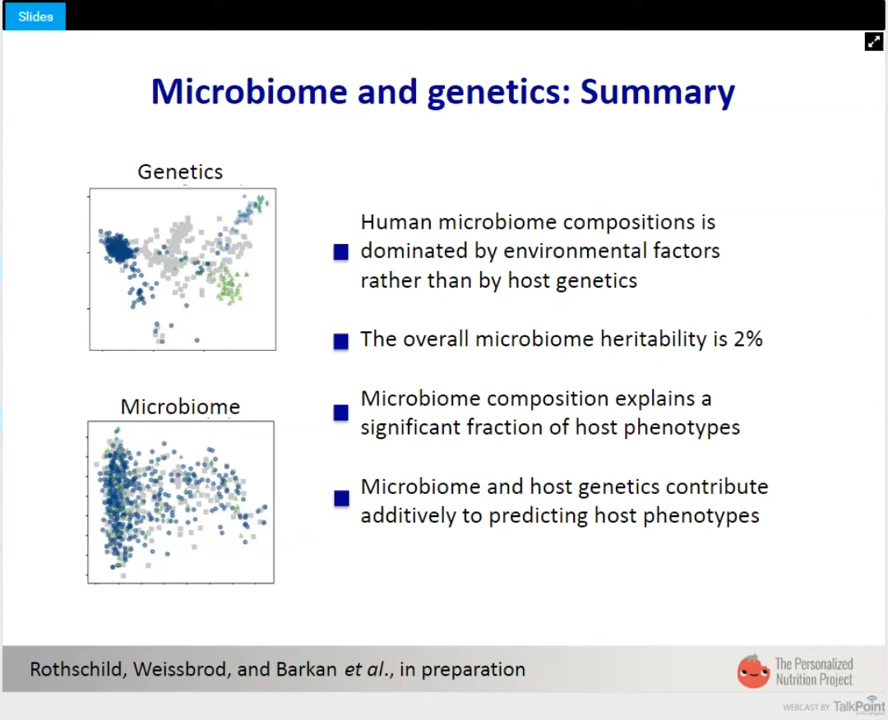 Slides
Microbiome and genetics: Summary
Genetics
Human microbiome compositions is
dominated by environmental factors
rather than by host genetics
The overall microbiome heritability is 2%
Microbiome
Microbiome composition explains a
significant fraction of host phenotypes
Microbiome and host genetics contribute
additively to predicting host phenotypes
Rothschild, Weissbrod, and Barkan et al., in preparation
The Personalized
Nutrition Project
WEBCAST BY TalkPoint